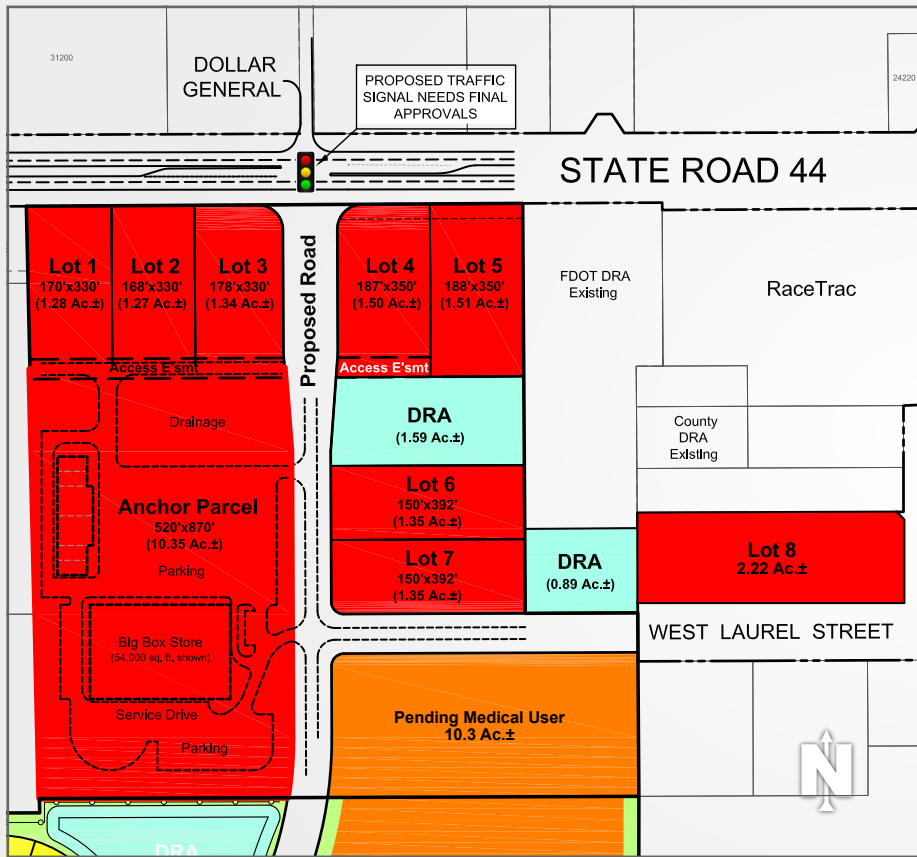 31200
DOLLAR
GENERAL
PROPOSED TRAFFIC
SIGNAL NEEDS FINAL
APPROVALS
24220
STATE ROAD 44
Lot 1
170'x330'
(1.28 Ac.±)
Lot 2
168'x330'
(1.27 Ac.±)
Lot 3
178'x330'
(1.34 Ac.±)
Proposed Road
Lot 4
187'x350'
(1.50 Ac.±)
Lot 5
188'x350'
(1.51 Ac.±)
FDOT DRA
Existing
RaceTrac
Access E'smt
Access E'smt
Drainage
DRA
(1.59 Ac.±)
County
DRA
Existing
Anchor Parcel
520'x870'
(10.35 Ac.±)
Parking
Lot 6
150'x392'
(1.35 Ac.±)
Lot 7
150'x392'
(1.35 Ac.±)
DRA
(0.89 Ac.±)
Lot 8
2.22 Ac.±
Big Box Store
(54,000 sq. ft. shown)
WEST LAUREL STREET
Service Drive
Parking
Pending Medical User
10.3 Ac.±
N
DRA